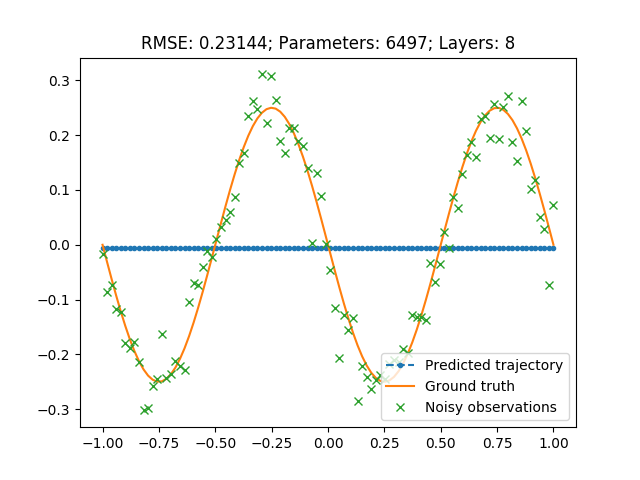 RMSE: 0.23144; Parameters: 6497; Layers: 8
0.3
0.2
0.1
0.0
−0.1
−0.2
−0.3
Predicted trajectory
Ground truth
Noisy observations
−1.00 −0.75 −0.50 −0.25 0.00 0.25 0.50 0.75 1.00